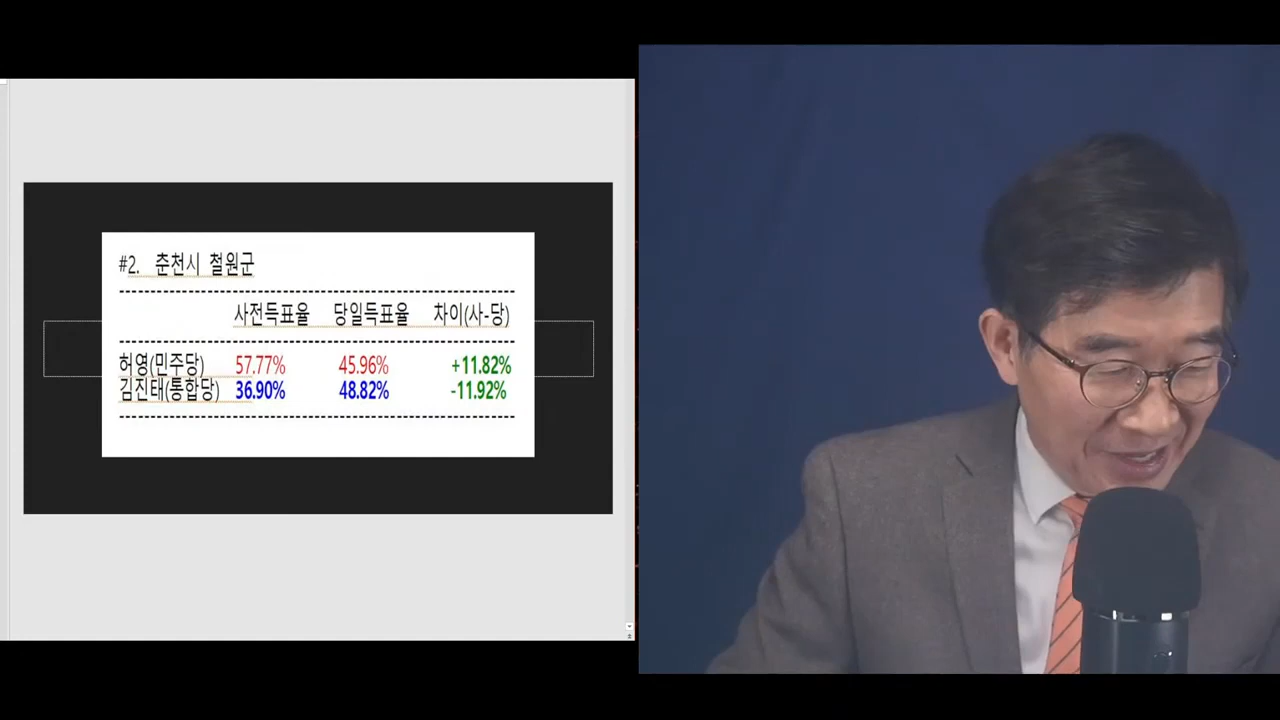 #2. 춘천시 철원군
사전득표율 당일득표율 차이(사-당)
허영(민주당) 57.77% 45.96% +11.82%
김진태(통합당) 36.90% 48.82% -11.92%